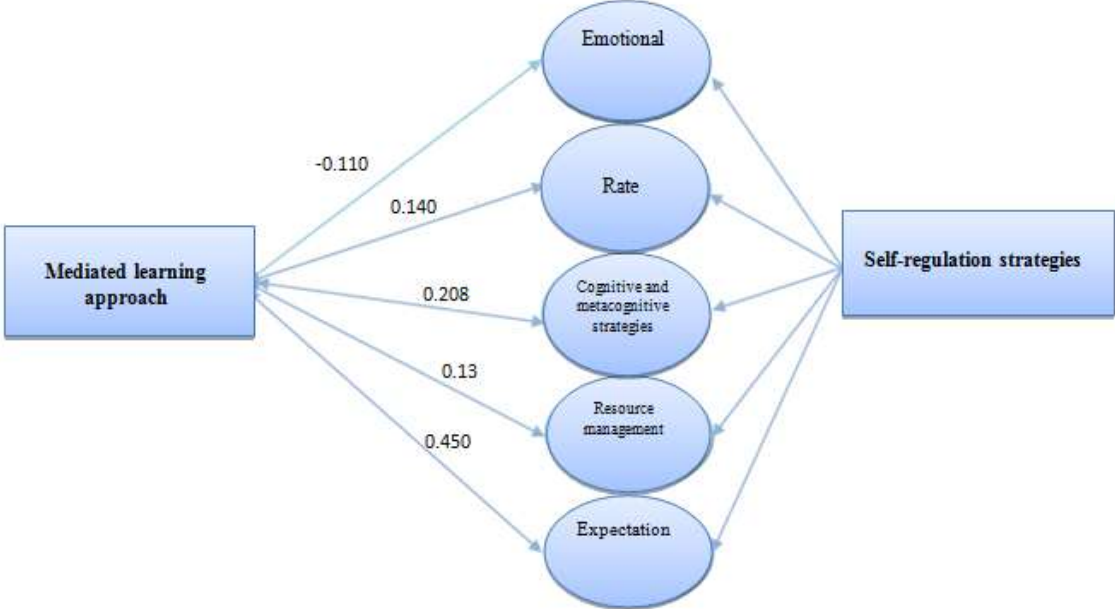 Emotional
-0.110
0.140
Rate
Mediated learning
approach
Self-regulation strategies
0.208
Cognitive and
metacognitive
strategies
0.13
Resource
management
0.450
Expectation